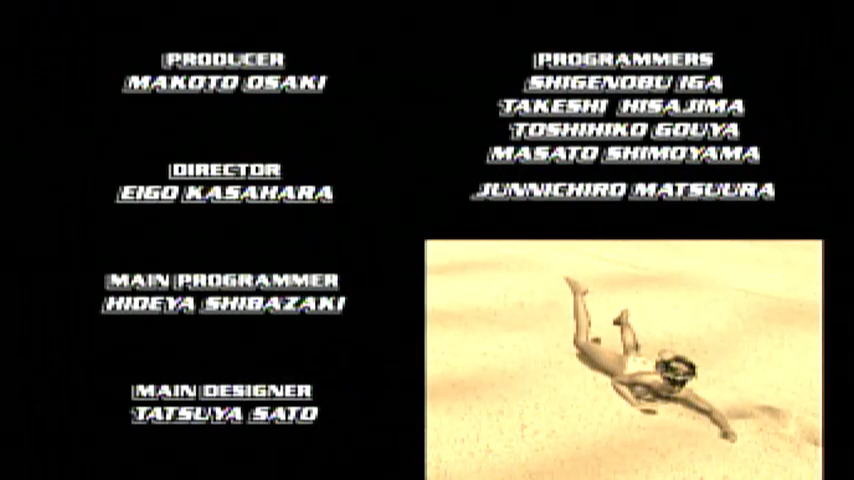 PRODUCER
MAKOTO OSAKI
DIRECTOR
EIGO KASAHARA
MAIN PROGRAMMER
HIDEYA SHIBAZAKI
MAIN DESIGNER
TATSUYA SATO
PROGRAMMERS
SHIGENOBU IGA
TAKESHI HISAJIMA
TOSHIHIKO GOUYA
MASATO SHIMOYAMA
JUNNICHIRO MATSUURA